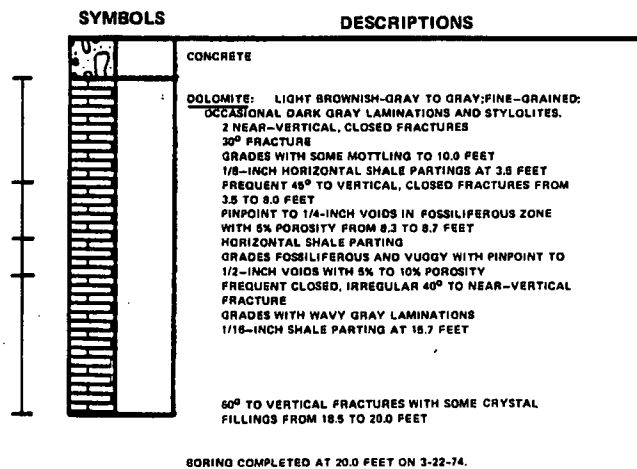 SYMBOLS DESCRIPTIONS
CONCRETE
DOLOMITE: LIGHT BROWNISH-GRAY TO GRAY;FINE-GRAINED;
OCCASIONAL DARK GRAY LAMINATIONS AND STYLOLITES.
2 NEAR-VERTICAL, CLOSED FRACTURES
30° FRACTURE
GRADES WITH SOME MOTTLING TO 10.0 FEET
1/8-INCH HORIZONTAL SHALE PARTINGS AT 3.6 FEET
FREQUENT 45° TO VERTICAL, CLOSED FRACTURES FROM
3.5 TO 8.0 FEET
PINPOINT TO 1/4-INCH VOIDS IN FOSSILIFEROUS ZONE
WITH 5% POROSITY FROM 8.3 TO 8.7 FEET
HORIZONTAL SHALE PARTING
GRADES FOSSILIFEROUS AND VUGGY WITH PINPOINT TO
1/2-INCH VOIDS WITH 5% TO 10% POROSITY
FREQUENT CLOSED, IRREGULAR 40° TO NEAR-VERTICAL
FRACTURE
GRADES WITH WAVY GRAY LAMINATIONS
1/16-INCH SHALE PARTING AT 15.7 FEET
60° TO VERTICAL FRACTURES WITH SOME CRYSTAL
FILLINGS FROM 18.5 TO 20.0 FEET
BORING COMPLETED AT 20.0 FEET ON 3-22-74.